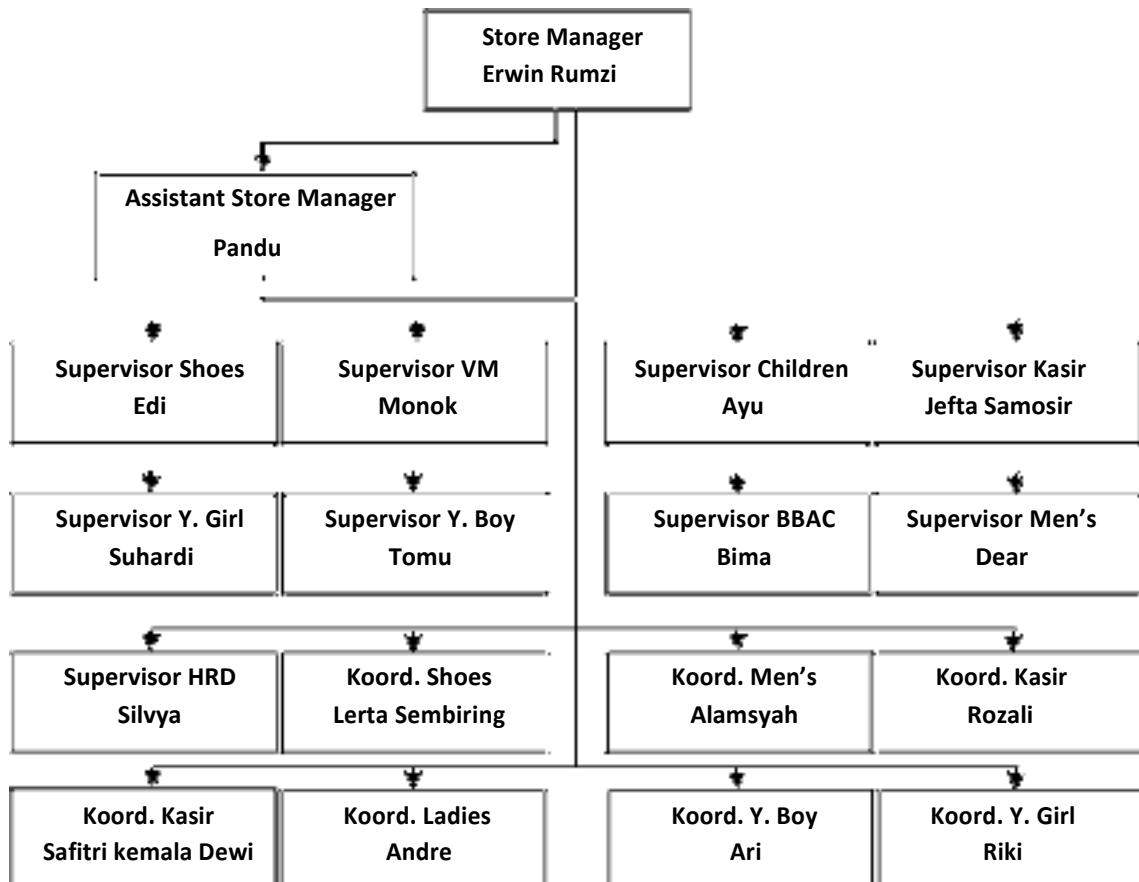 Store Manager
Erwin Rumzi
Assistant Store Manager
Pandu
Supervisor Shoes
Edi
Supervisor VM
Monok
Supervisor Children
Ayu
Supervisor Kasir
Jefta Samosir
Supervisor Y. Girl
Suhardi
Supervisor Y. Boy
Tomu
Supervisor BBAC
Bima
Supervisor Men’s
Dear
Supervisor HRD
Silvya
Koord. Shoes
Lerta Sembiring
Koord. Men’s
Alamsyah
Koord. Kasir
Rozali
Koord. Kasir
Safitri kemala Dewi
Koord. Ladies
Andre
Koord. Y. Boy
Ari
Koord. Y. Girl
Riki